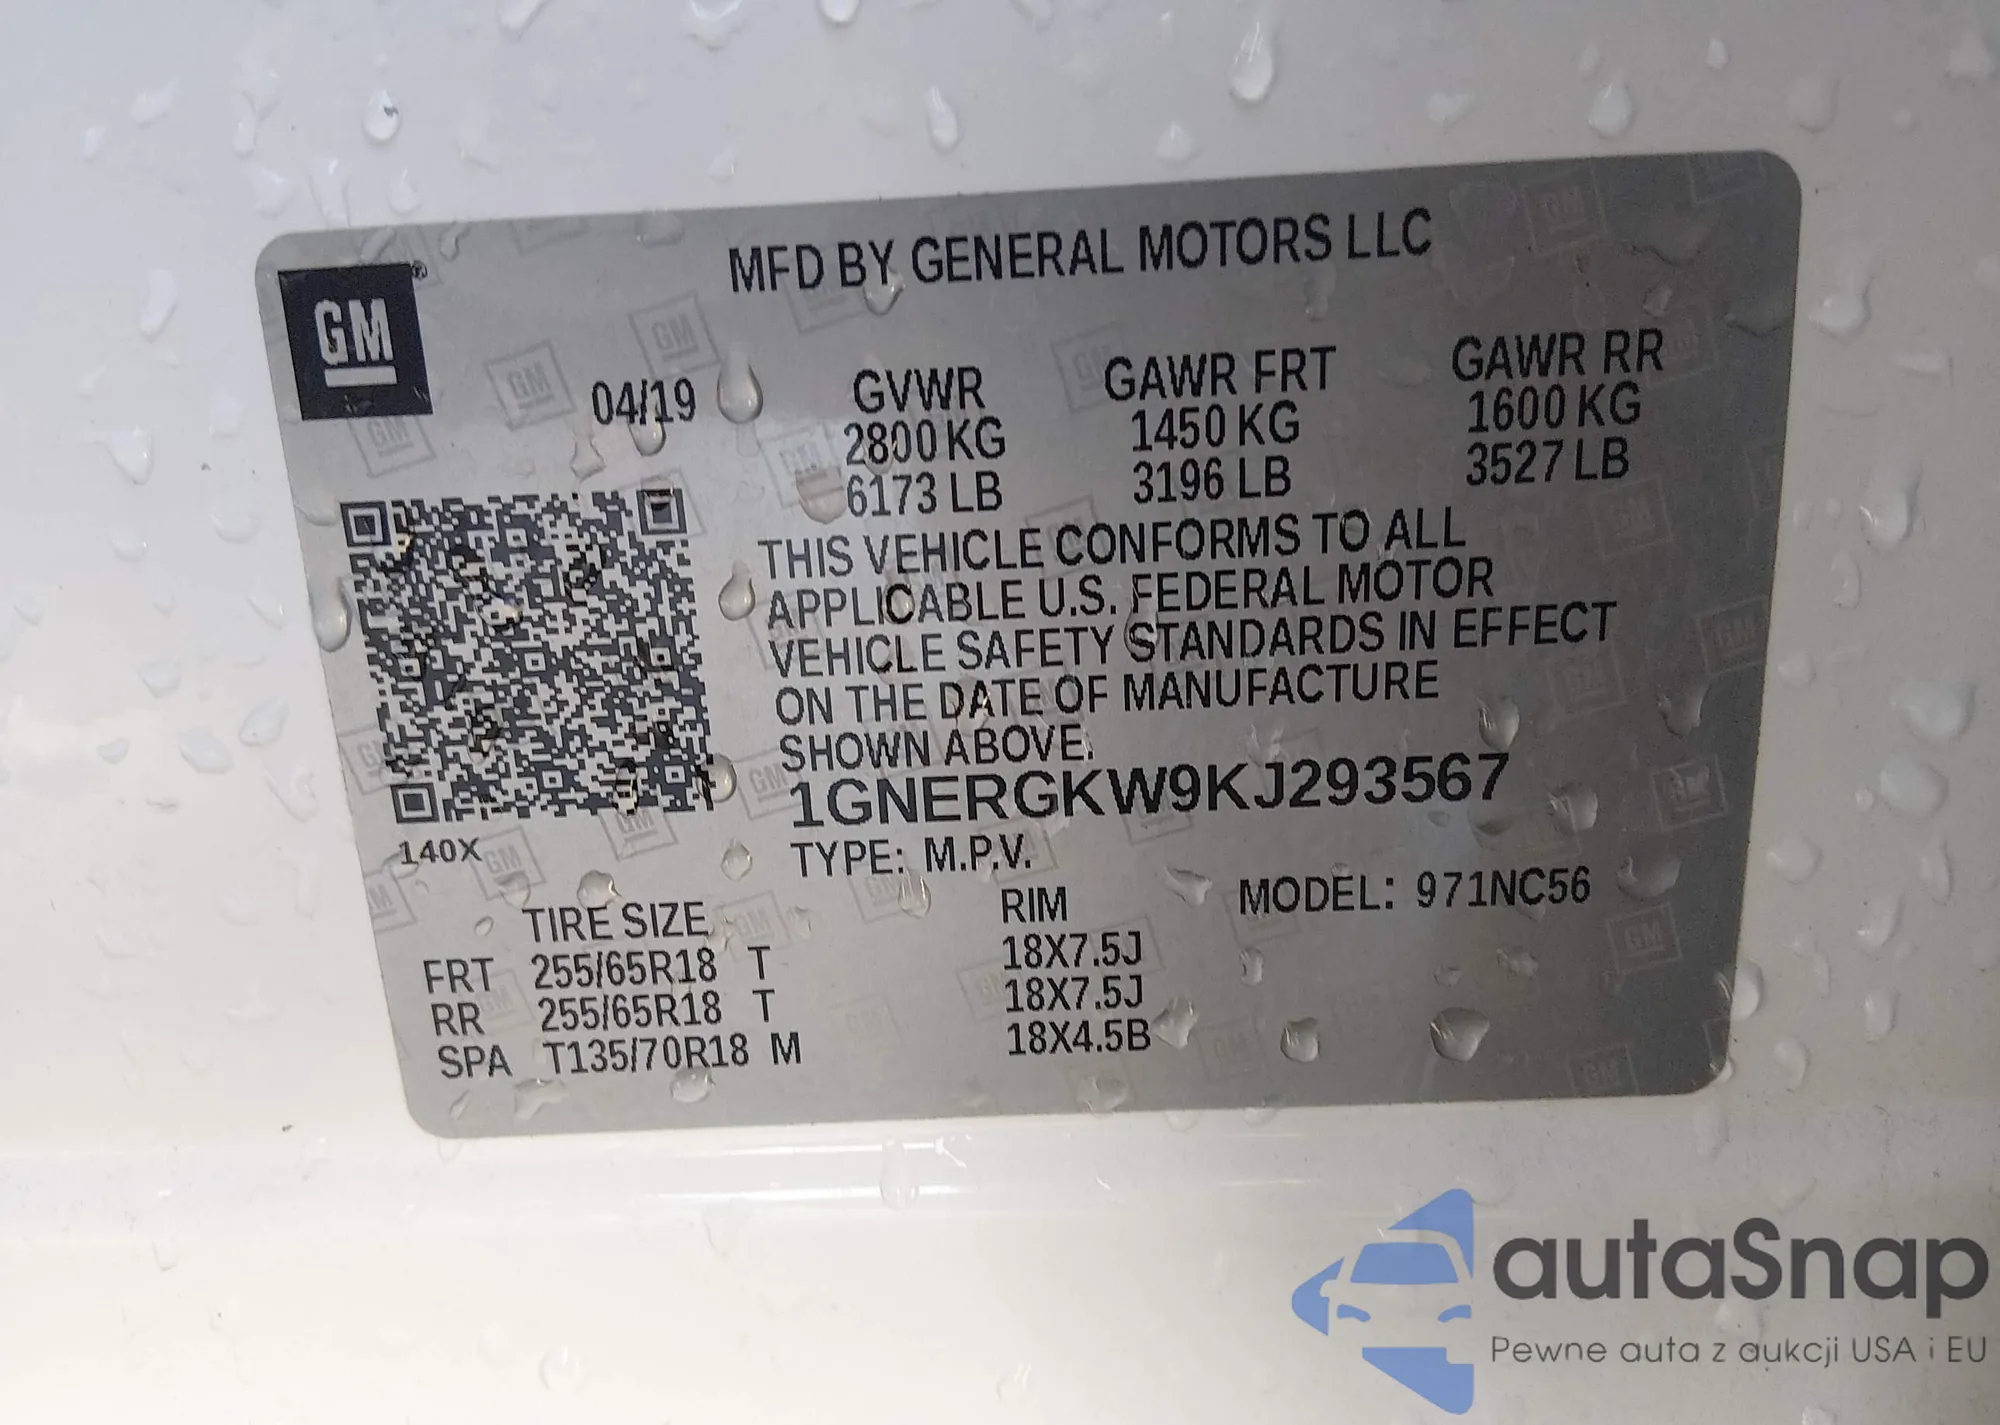 MFD BY GENERAL MOTORS LLC
GM
04/19 GVWR GAWR FRT GAWR RR
2800 KG 1450 KG 1600 KG
6173 LB 3196 LB 3527 LB
THIS VEHICLE CONFORMS TO ALL
APPLICABLE U.S. FEDERAL MOTOR
VEHICLE SAFETY STANDARDS IN EFFECT
ON THE DATE OF MANUFACTURE
SHOWN ABOVE.
1GNERGKW9KJ293567
140X
TYPE: M.P.V.
MODEL: 971NC56
TIRE SIZE RIM
FRT 255/65R18 T 18X7.5J
RR 255/65R18 T 18X7.5J
SPA T135/70R18 M 18X4.5B
autaSnap
Pewne auta z aukcji USA i EU